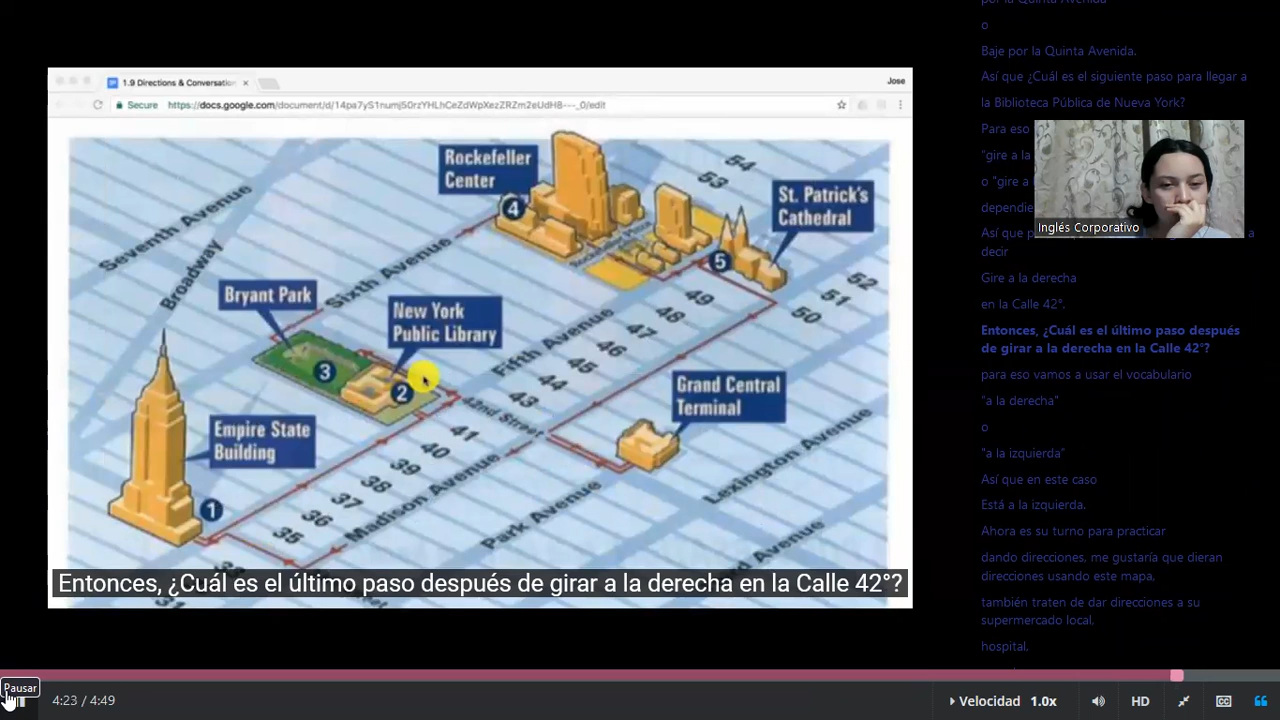 1.9 Directions & Conversation
Jose
Secure
https://docs.google.com/document/d/14pa7yS1numj50rzYHLhCeZdWpXezZRZm2eUdH8---_0/edit
Rockefeller
Center
4
54
53
St. Patrick's
Cathedral
5
52
51
50
49
48
47
46
45
44
43
Seventh Avenue
Broadway
Sixth Avenue
Bryant Park
3
New York
Public Library
2
Fifth Avenue
42nd Street
Grand Central
Terminal
Empire State
Building
1
41
40
39
38
37
36
35
Madison Avenue
Park Avenue
Lexington Avenue
31
Entonces, ¿Cuál es el último paso después de girar a la derecha en la Calle 42°?
o
Baje por la Quinta Avenida.
Así que ¿Cuál es el siguiente paso para llegar a
la Biblioteca Pública de Nueva York?
Para eso
"gire a la
o "gire a
Así que
a
decir
Gire a la derecha
en la Calle 42°.
Entonces, ¿Cuál es el último paso después
de girar a la derecha en la Calle 42°?
para eso vamos a usar el vocabulario
"a la derecha"
o
"a la izquierda"
Así que en este caso
Está a la izquierda.
Ahora es su turno para practicar
dando direcciones, me gustaría que dieran
direcciones usando este mapa.
también traten de dar direcciones a su
supermercado local,
hospital,
Inglés Corporativo
Pausar
4:23 / 4:49
Velocidad 1.0x
HD
CC